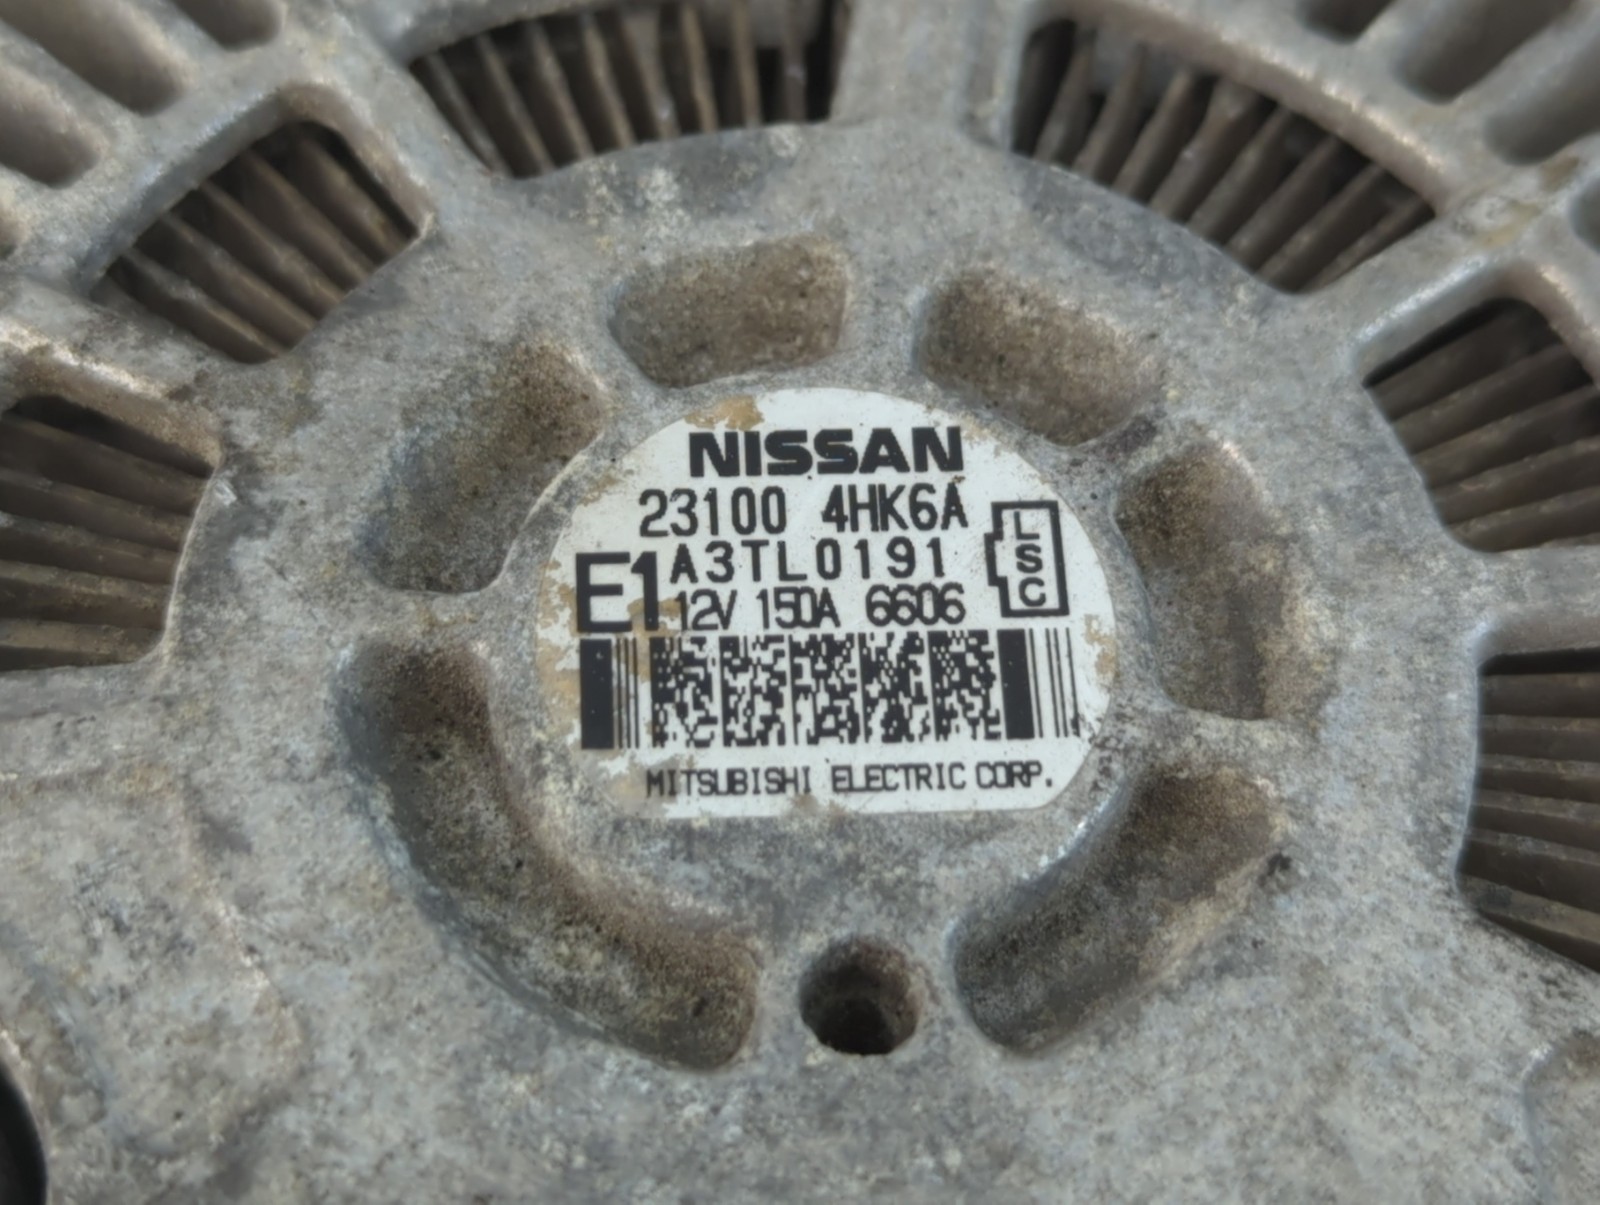 NISSAN
23100 4HK6A
A3TL0191
E1
12V 150A 6606
LSC
MITSUBISHI ELECTRIC CORP.